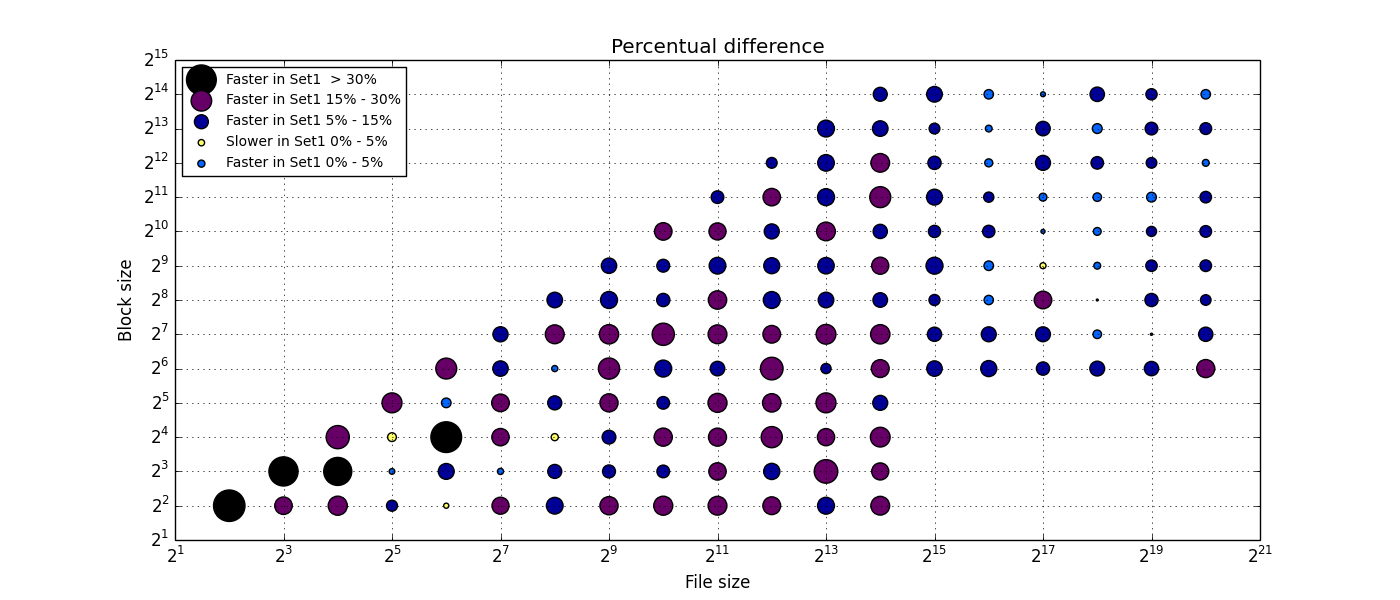 Percentual difference
Faster in Set1 > 30%
Faster in Set1 15% - 30%
Faster in Set1 5% - 15%
Slower in Set1 0% - 5%
Faster in Set1 0% - 5%
Block size
2^15
2^14
2^13
2^12
2^11
2^10
2^9
2^8
2^7
2^6
2^5
2^4
2^3
2^2
2^1
2^1 2^3 2^5 2^7 2^9 2^11 2^13 2^15 2^17 2^19 2^21
File size